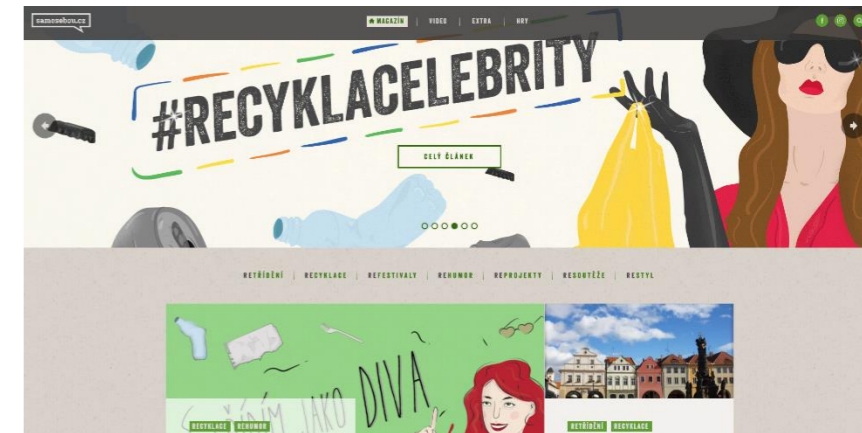 samosebou.cz
MAGAZÍN | VIDEO | EXTRA | HRY
#RECYKLACELEBRITY
CELÝ ČLÁNEK
RETŘÍDĚNÍ | RECYKLACE | REFESTIVALY | REHUMOR | REPROJEKTY | RESOUTĚŽE | RESTYL
JAKO DIVA
RECYKLACE REHUMOR
RETŘÍDĚNÍ RECYKLACE